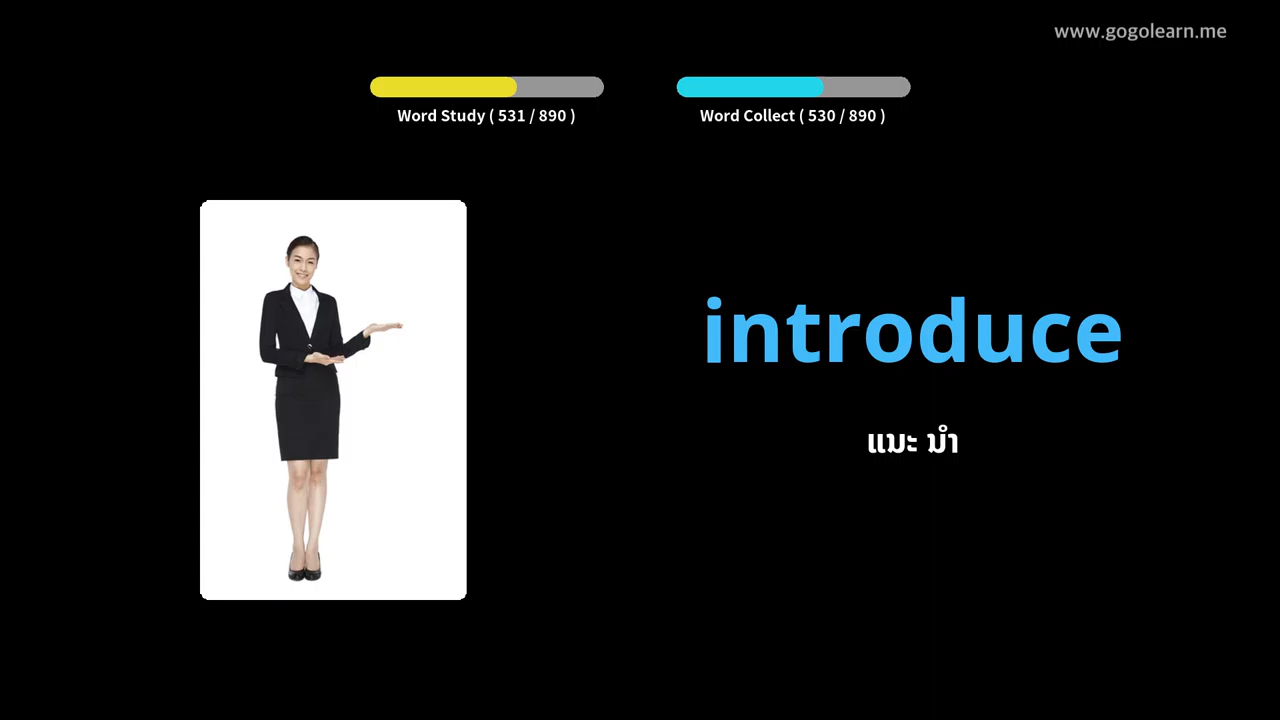 www.gogolearn.me
Word Study ( 531 / 890 )
Word Collect ( 530 / 890 )
introduce
ແນະ ນຳ